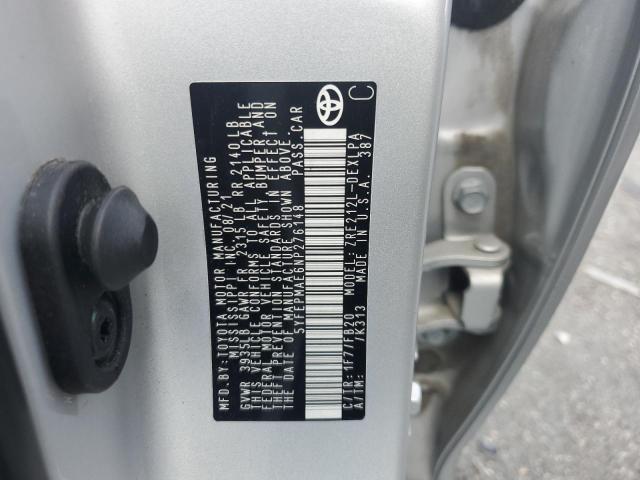 MFD.BY:TOYOTA MOTOR MANUFACTURING
MISSISSIPPI INC. 08/21
GVWR 3935LB GAWR FR 2315 LB RR 2140LB
THIS VEHICLE CONFORMS TO ALL APPLICABLE
FEDERAL MOTOR VEHICLE SAFETY, BUMPER, AND
THEFT PREVENTION STANDARDS IN EFFECT ON
THE DATE OF MANUFACTURE SHOWN ABOVE.
5YFEPMAE6NP276148 PASS.CAR
C/TR:1F7/FB20 MODEL:ZRE212L-DEXLPA
A/TM: /K313 MADE IN U.S.A. 387
C